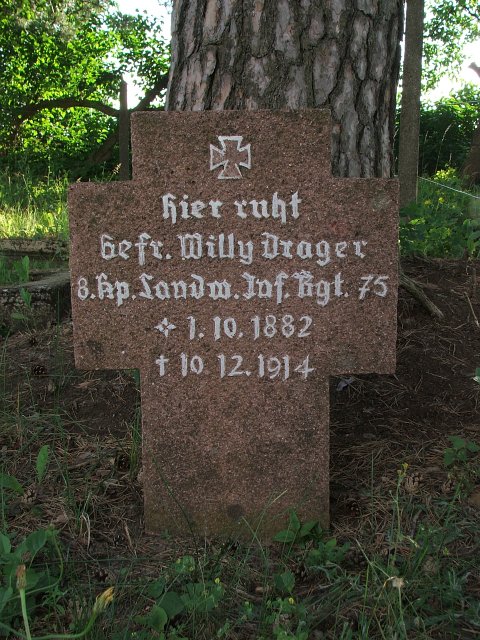 Hier ruht
Gefr. Willy Drager
8. Kp. Landw. Inf. Rgt. 75
1. 10. 1882
† 10. 12. 1914